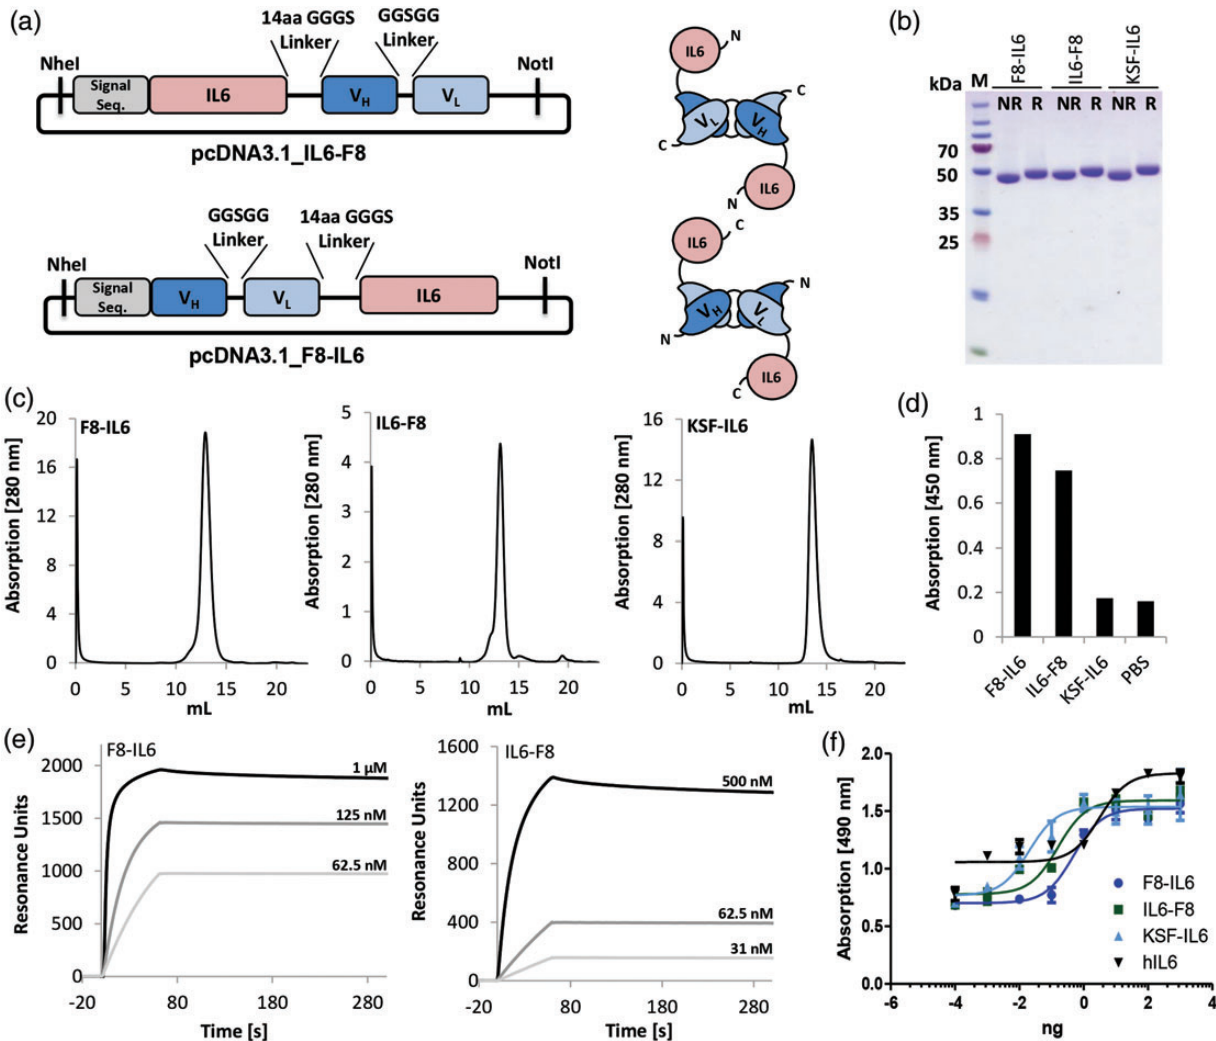 (a)
14aa GGGS
Linker
GGSGG
Linker
NheI
NotI
Signal
Seq.
IL6
VH
VL
pcDNA3.1_IL6-F8
GGSGG
Linker
14aa GGGS
Linker
NheI
NotI
Signal
Seq.
VH
VL
IL6
pcDNA3.1_F8-IL6
IL6
N
C
VL
VH
C
N
IL6
IL6
C
N
VH
VL
N
C
IL6
(b)
F8-IL6
IL6-F8
KSF-IL6
kDa
M
NR R NR R NR R
70
50
35
25
(c)
F8-IL6
Absorption [280 nm]
20
16
12
8
4
0
0 5 10 15 20
mL
IL6-F8
Absorption [280 nm]
5
4
3
2
1
0
0 5 10 15 20
mL
KSF-IL6
Absorption [280 nm]
16
12
8
4
0
0 5 10 15 20
mL
(d)
Absorption [450 nm]
1
0.8
0.6
0.4
0.2
0
F8-IL6
IL6-F8
KSF-IL6
PBS
(e)
F8-IL6
Resonance Units
2000
1500
1000
500
0
1 µM
125 nM
62.5 nM
-20 80 180 280
Time [s]
IL6-F8
Resonance Units
1600
1200
800
400
0
500 nM
62.5 nM
31 nM
-20 80 180 280
Time [s]
(f)
Absorption [490 nm]
2.0
1.5
1.0
0.5
0.0
F8-IL6
IL6-F8
KSF-IL6
hIL6
-6 -4 -2 0 2 4
ng